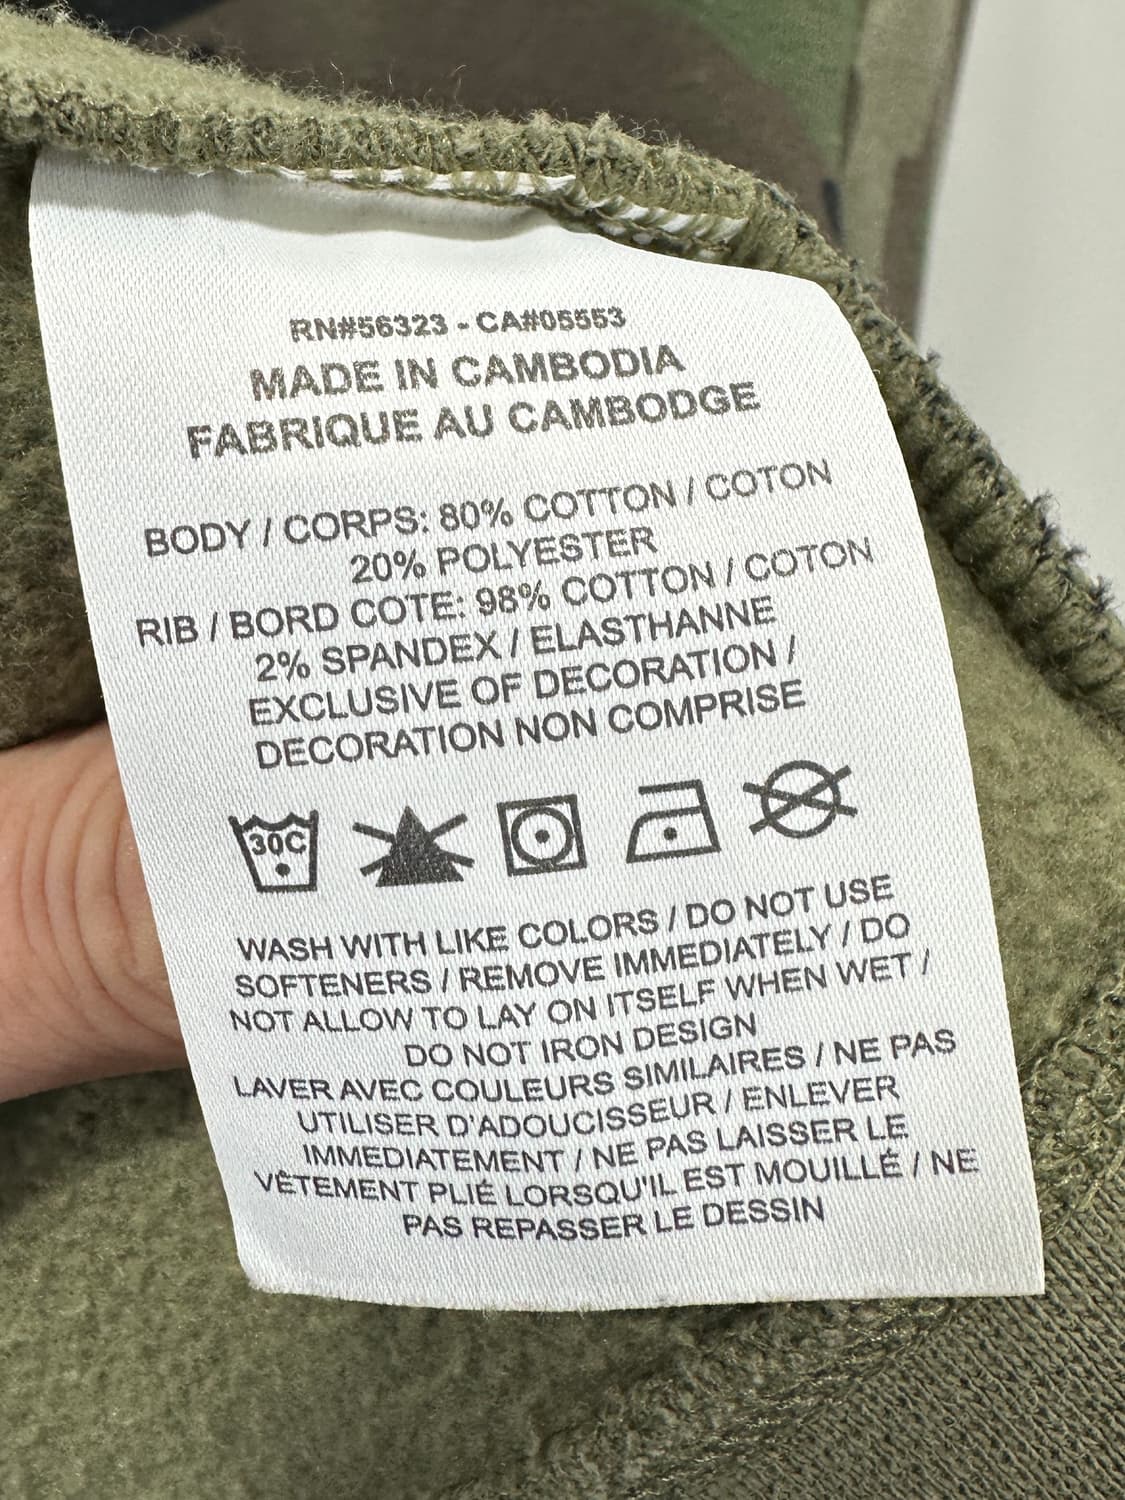 RN#56323 - CA#05553
MADE IN CAMBODIA
FABRIQUE AU CAMBODGE
BODY / CORPS: 80% COTTON / COTON
20% POLYESTER
RIB / BORD COTE: 98% COTTON / COTON
2% SPANDEX / ELASTHANNE
EXCLUSIVE OF DECORATION /
DECORATION NON COMPRISE
30C
WASH WITH LIKE COLORS / DO NOT USE
SOFTENERS / REMOVE IMMEDIATELY / DO
NOT ALLOW TO LAY ON ITSELF WHEN WET /
DO NOT IRON DESIGN
LAVER AVEC COULEURS SIMILAIRES / NE PAS
UTILISER D'ADOUCISSEUR / ENLEVER
IMMEDIATEMENT / NE PAS LAISSER LE
VÊTEMENT PLIÉ LORSQU'IL EST MOUILLÉ / NE
PAS REPASSER LE DESSIN